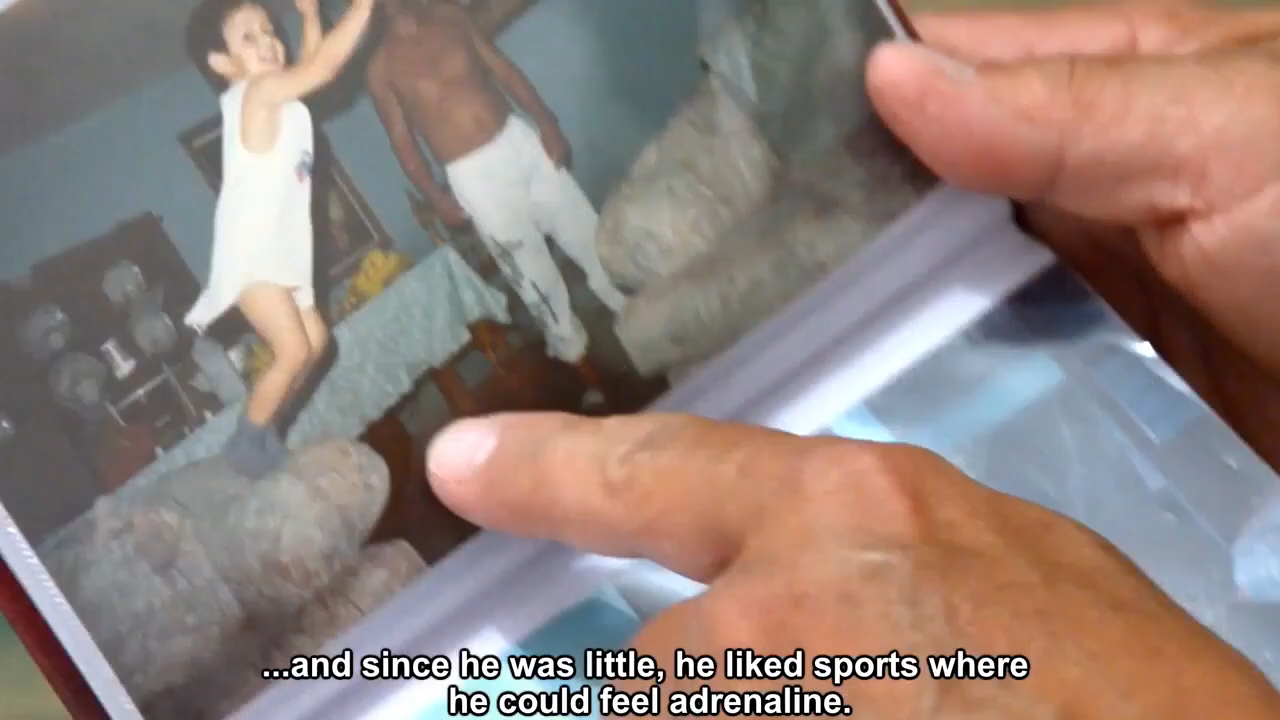 ...and since he was little, he liked sports where
he could feel adrenaline.